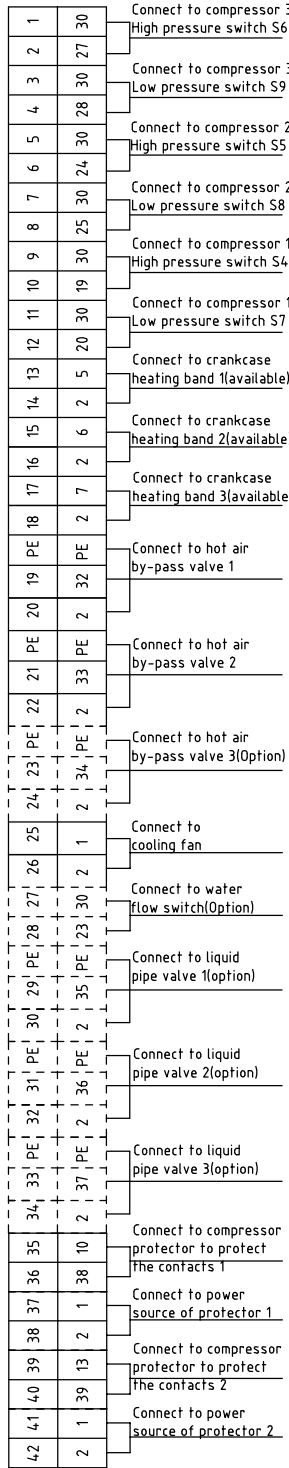 1 30
Connect to compressor 3
High pressure switch S6
2 27
3 30
Connect to compressor 3
Low pressure switch S9
4 28
5 30
Connect to compressor 2
High pressure switch S5
6 24
7 30
Connect to compressor 2
Low pressure switch S8
8 25
9 30
Connect to compressor 1
High pressure switch S4
10 19
11 30
Connect to compressor 1
Low pressure switch S7
12 20
13 5
Connect to crankcase
heating band 1(available)
14 2
15 6
Connect to crankcase
heating band 2(available
16 2
17 7
Connect to crankcase
heating band 3(available
18 2
PE PE
Connect to hot air
by-pass valve 1
19 32
20 2
PE PE
Connect to hot air
by-pass valve 2
21 33
22 2
PE PE
Connect to hot air
by-pass valve 3(Option)
23 34
24 2
25 1
Connect to
cooling fan
26 2
27 30
Connect to water
flow switch(Option)
28 23
PE PE
Connect to liquid
pipe valve 1(option)
29 35
30 2
PE PE
Connect to liquid
pipe valve 2(option)
31 36
32 2
PE PE
Connect to liquid
pipe valve 3(option)
33 37
34 2
35 10
Connect to compressor
protector to protect
the contacts 1
36 38
37 1
Connect to power
source of protector 1
38 2
39 13
Connect to compressor
protector to protect
the contacts 2
40 39
41 1
Connect to power
source of protector 2
42 2